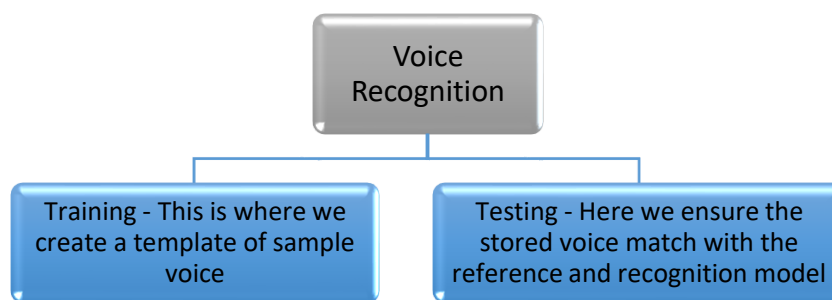 Voice
Recognition
Training - This is where we
create a template of sample
voice
Testing - Here we ensure the
stored voice match with the
reference and recognition model